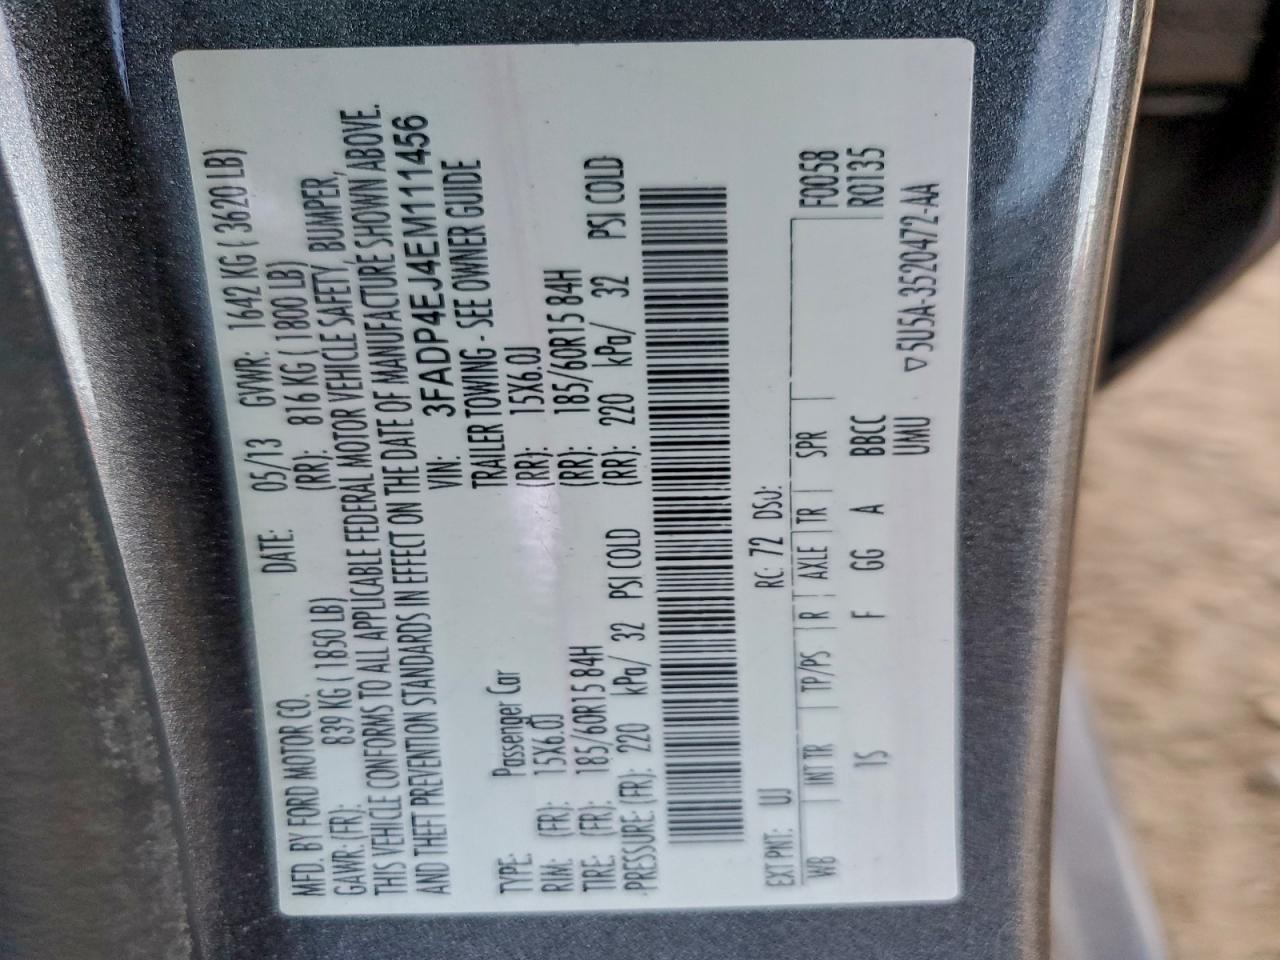 MFD. BY FORD MOTOR CO. DATE: 05/13 GVWR: 1642 KG ( 3620 LB)
GAWR: (FR): 839 KG ( 1850 LB) (RR): 816 KG ( 1800 LB)
THIS VEHICLE CONFORMS TO ALL APPLICABLE FEDERAL MOTOR VEHICLE SAFETY, BUMPER,
AND THEFT PREVENTION STANDARDS IN EFFECT ON THE DATE OF MANUFACTURE SHOWN ABOVE.
VIN: 3FADP4EJ4EM111456
TYPE: Passenger Car TRAILER TOWING - SEE OWNER GUIDE
RIM: (FR): 15X6.0J (RR): 15X6.0J
TIRE: (FR): 185/60R15 84H (RR): 185/60R15 84H
PRESSURE: (FR): 220 kPa/ 32 PSI COLD (RR): 220 kPa/ 32 PSI COLD
EXT PNT: UJ RC: 72 DSO: F0058
WB INT TR TP/PS R AXLE TR SPR R0135
IS F GG A BBCC
UMU ▽5U5A-3520472-AA